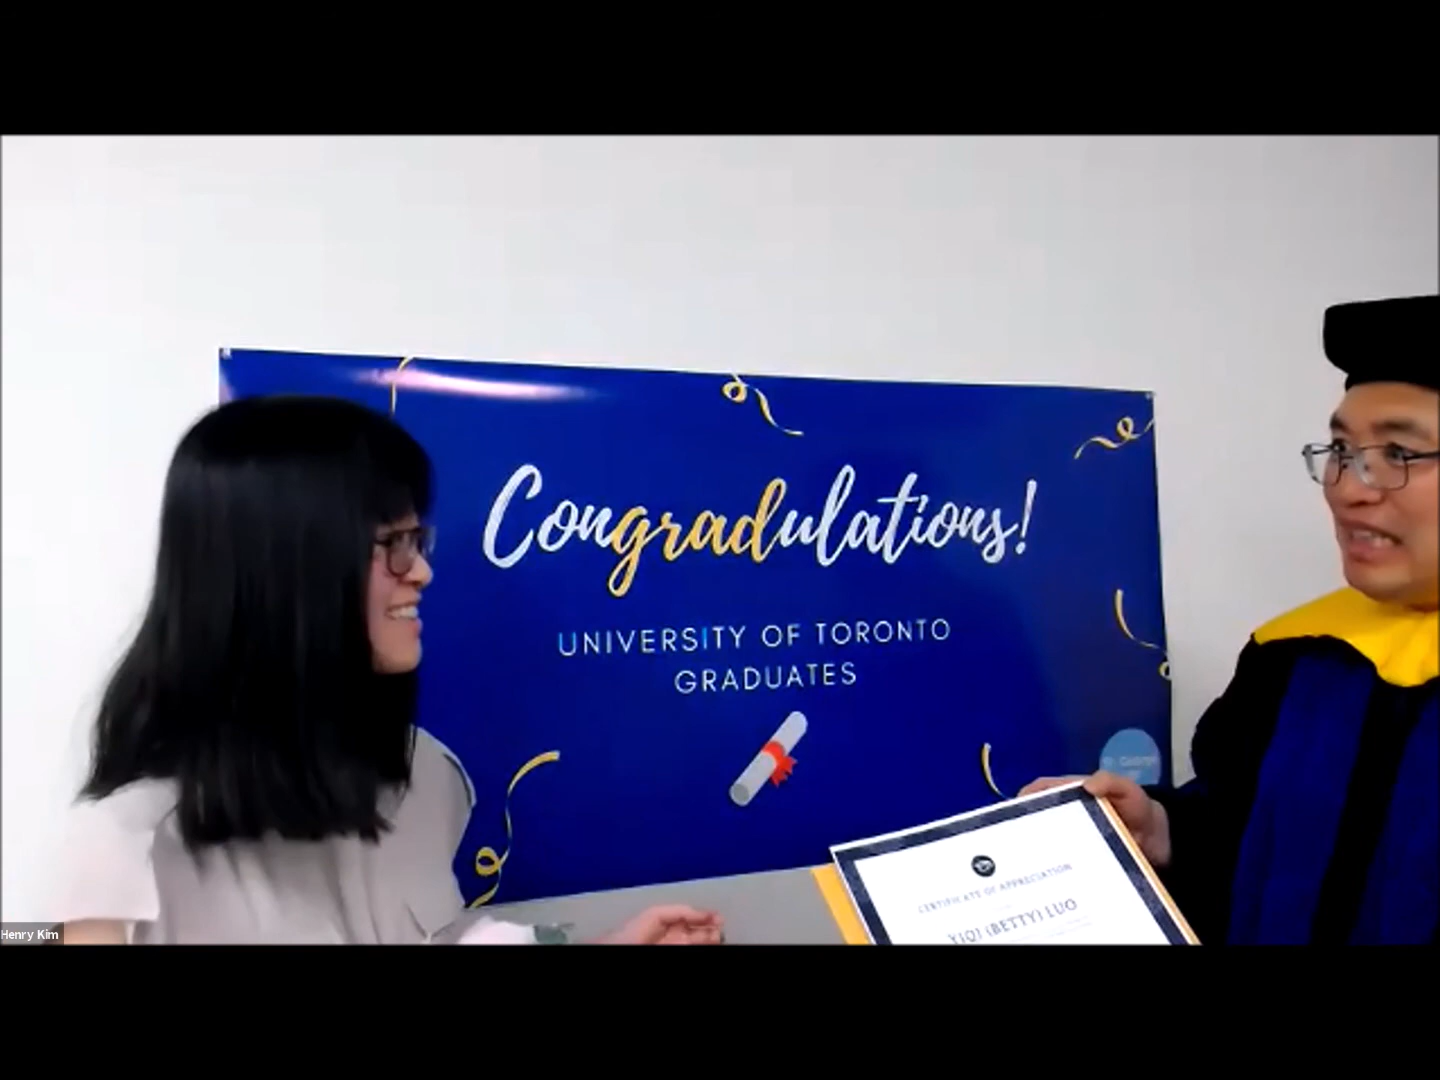 Congradulations!
UNIVERSITY OF TORONTO
GRADUATES
CERTIFICATE OF APPRECIATION
YIQI (BETTY) LUO
Henry Kim